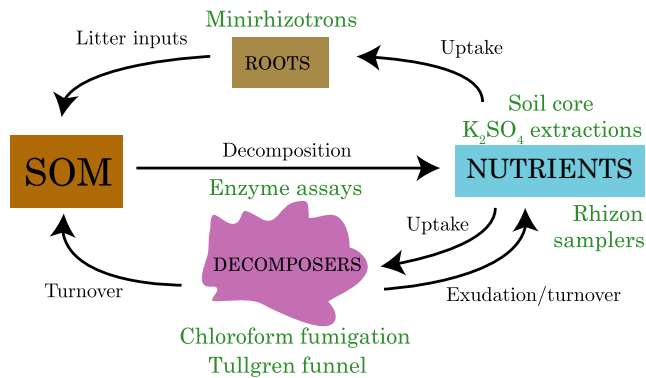 Minirhizotrons
Litter inputs
ROOTS
Uptake
Soil core
K₂SO₄ extractions
Decomposition
SOM
NUTRIENTS
Enzyme assays
Rhizon
samplers
Uptake
DECOMPOSERS
Turnover
Exudation/turnover
Chloroform fumigation
Tullgren funnel